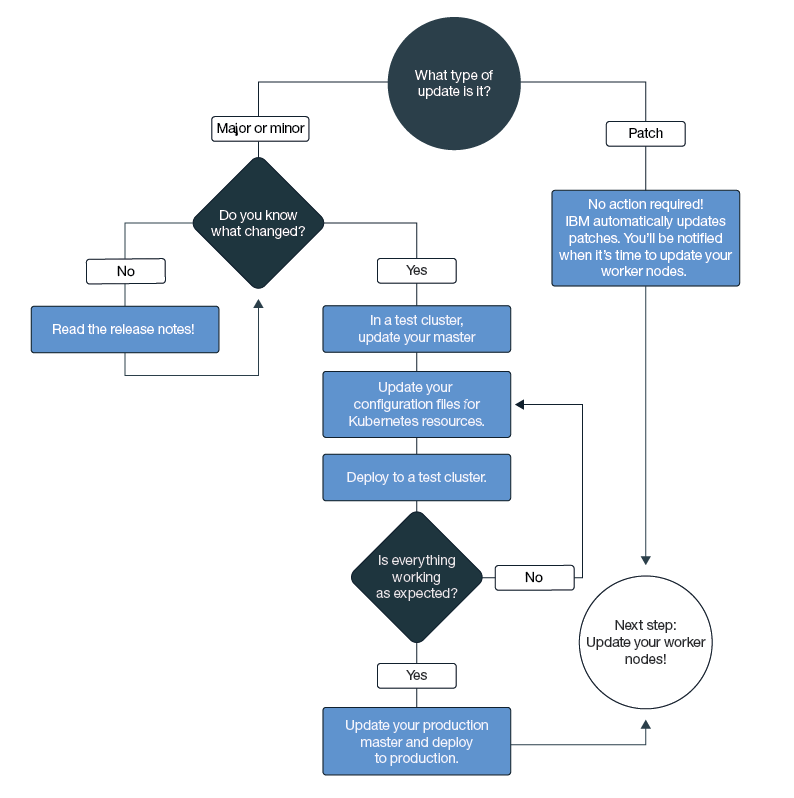 What type of
update is it?
Major or minor
Patch
Do you know
what changed?
No action required!
IBM automatically updates
patches. You'll be notified
when it's time to update your
worker nodes.
No
Yes
Read the release notes!
In a test cluster,
update your master
Update your
configuration files for
Kubernetes resources.
Deploy to a test cluster.
Is everything
working
as expected?
No
Yes
Next step:
Update your worker
nodes!
Update your production
master and deploy
to production.